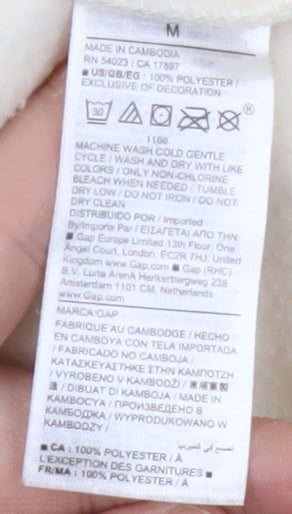 M
MADE IN CAMBODIA
RN 54023 / CA 17897
■ US/GB/EG : 100% POLYESTER /
EXCLUSIVE OF DECORATION
30
®
1166
MACHINE WASH COLD GENTLE
CYCLE / WASH AND DRY WITH LIKE
COLORS / ONLY NON-CHLORINE
BLEACH WHEN NEEDED / TUMBLE
DRY LOW / DO NOT IRON / DO NOT
DRY CLEAN
DISTRIBUIDO POR / Imported
By/Importe Par / ΕΙΣΑΓΕΤΑΙ ΑΠΟ ΤΗΝ
■ Gap Europe Limited 13th Floor, One
Angel Court, London, EC2R 7HJ, United
Kingdom www.Gap.com ■ Gap (RHC)
B.V. Luna ArenA Herikerbergweg 238
Amsterdam 1101 CM, Netherlands
www.Gap.com
MARCA:GAP
FABRIQUE AU CAMBODGE / HECHO
EN CAMBOYA CON TELA IMPORTADA
/ FABRICADO NO CAMBOJA /
ΚΑΤΑΣΚΕΥΑΣΤΗΚΕ ΣΤΗΝ ΚΑΜΠΟΤΖΗ
/ VYROBENO V KAMBODŽI /
/ DIBUAT DI KAMBOJA / MADE IN
KAMBOCYA / ПРОИЗВЕДЕНО В
КАМБОДЖА / WYPRODUKOWANO W
KAMBODŻY /
صنع في كمبوديا
■ CA : 100% POLYESTER / À
L'EXCEPTION DES GARNITURES ■
FR/MA : 100% POLYESTER / À